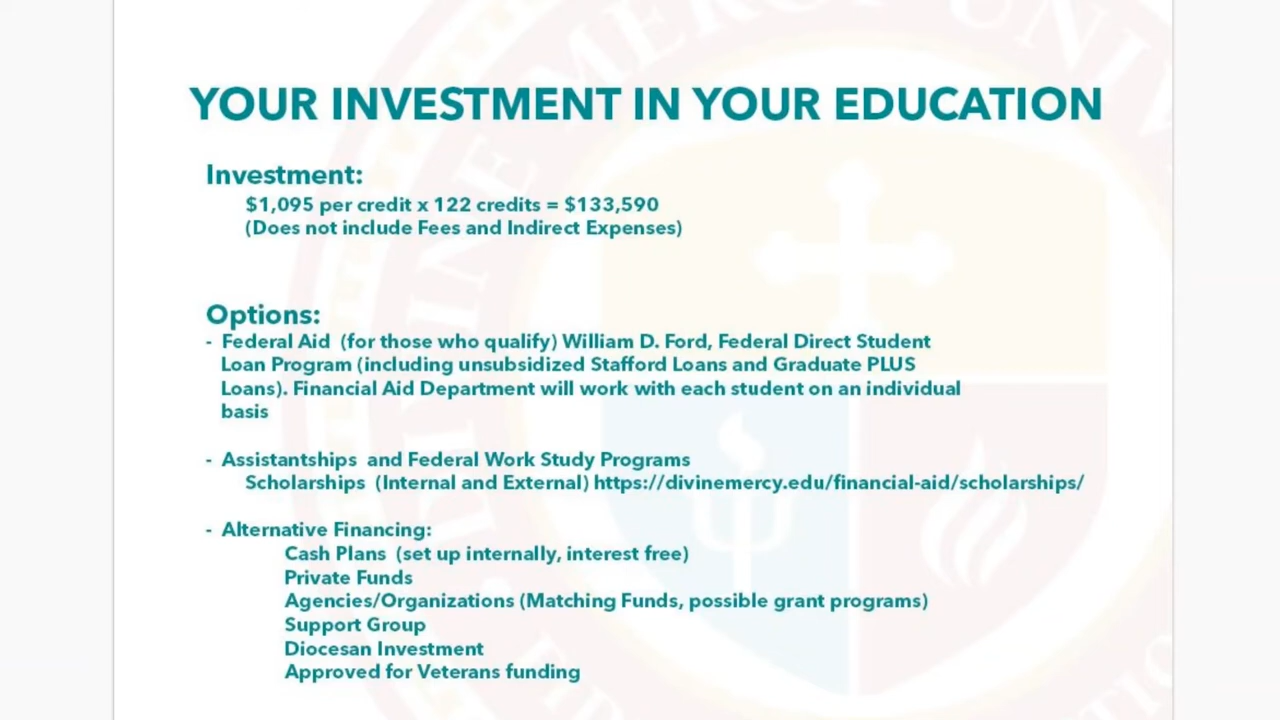 YOUR INVESTMENT IN YOUR EDUCATION
Investment:
$1,095 per credit x 122 credits = $133,590
(Does not include Fees and Indirect Expenses)
Options:
- Federal Aid (for those who qualify) William D. Ford, Federal Direct Student
Loan Program (including unsubsidized Stafford Loans and Graduate PLUS
Loans). Financial Aid Department will work with each student on an individual
basis
- Assistantships and Federal Work Study Programs
Scholarships (Internal and External) https://divinemercy.edu/financial-aid/scholarships/
- Alternative Financing:
Cash Plans (set up internally, interest free)
Private Funds
Agencies/Organizations (Matching Funds, possible grant programs)
Support Group
Diocesan Investment
Approved for Veterans funding
DIVINE MERCY UNIV